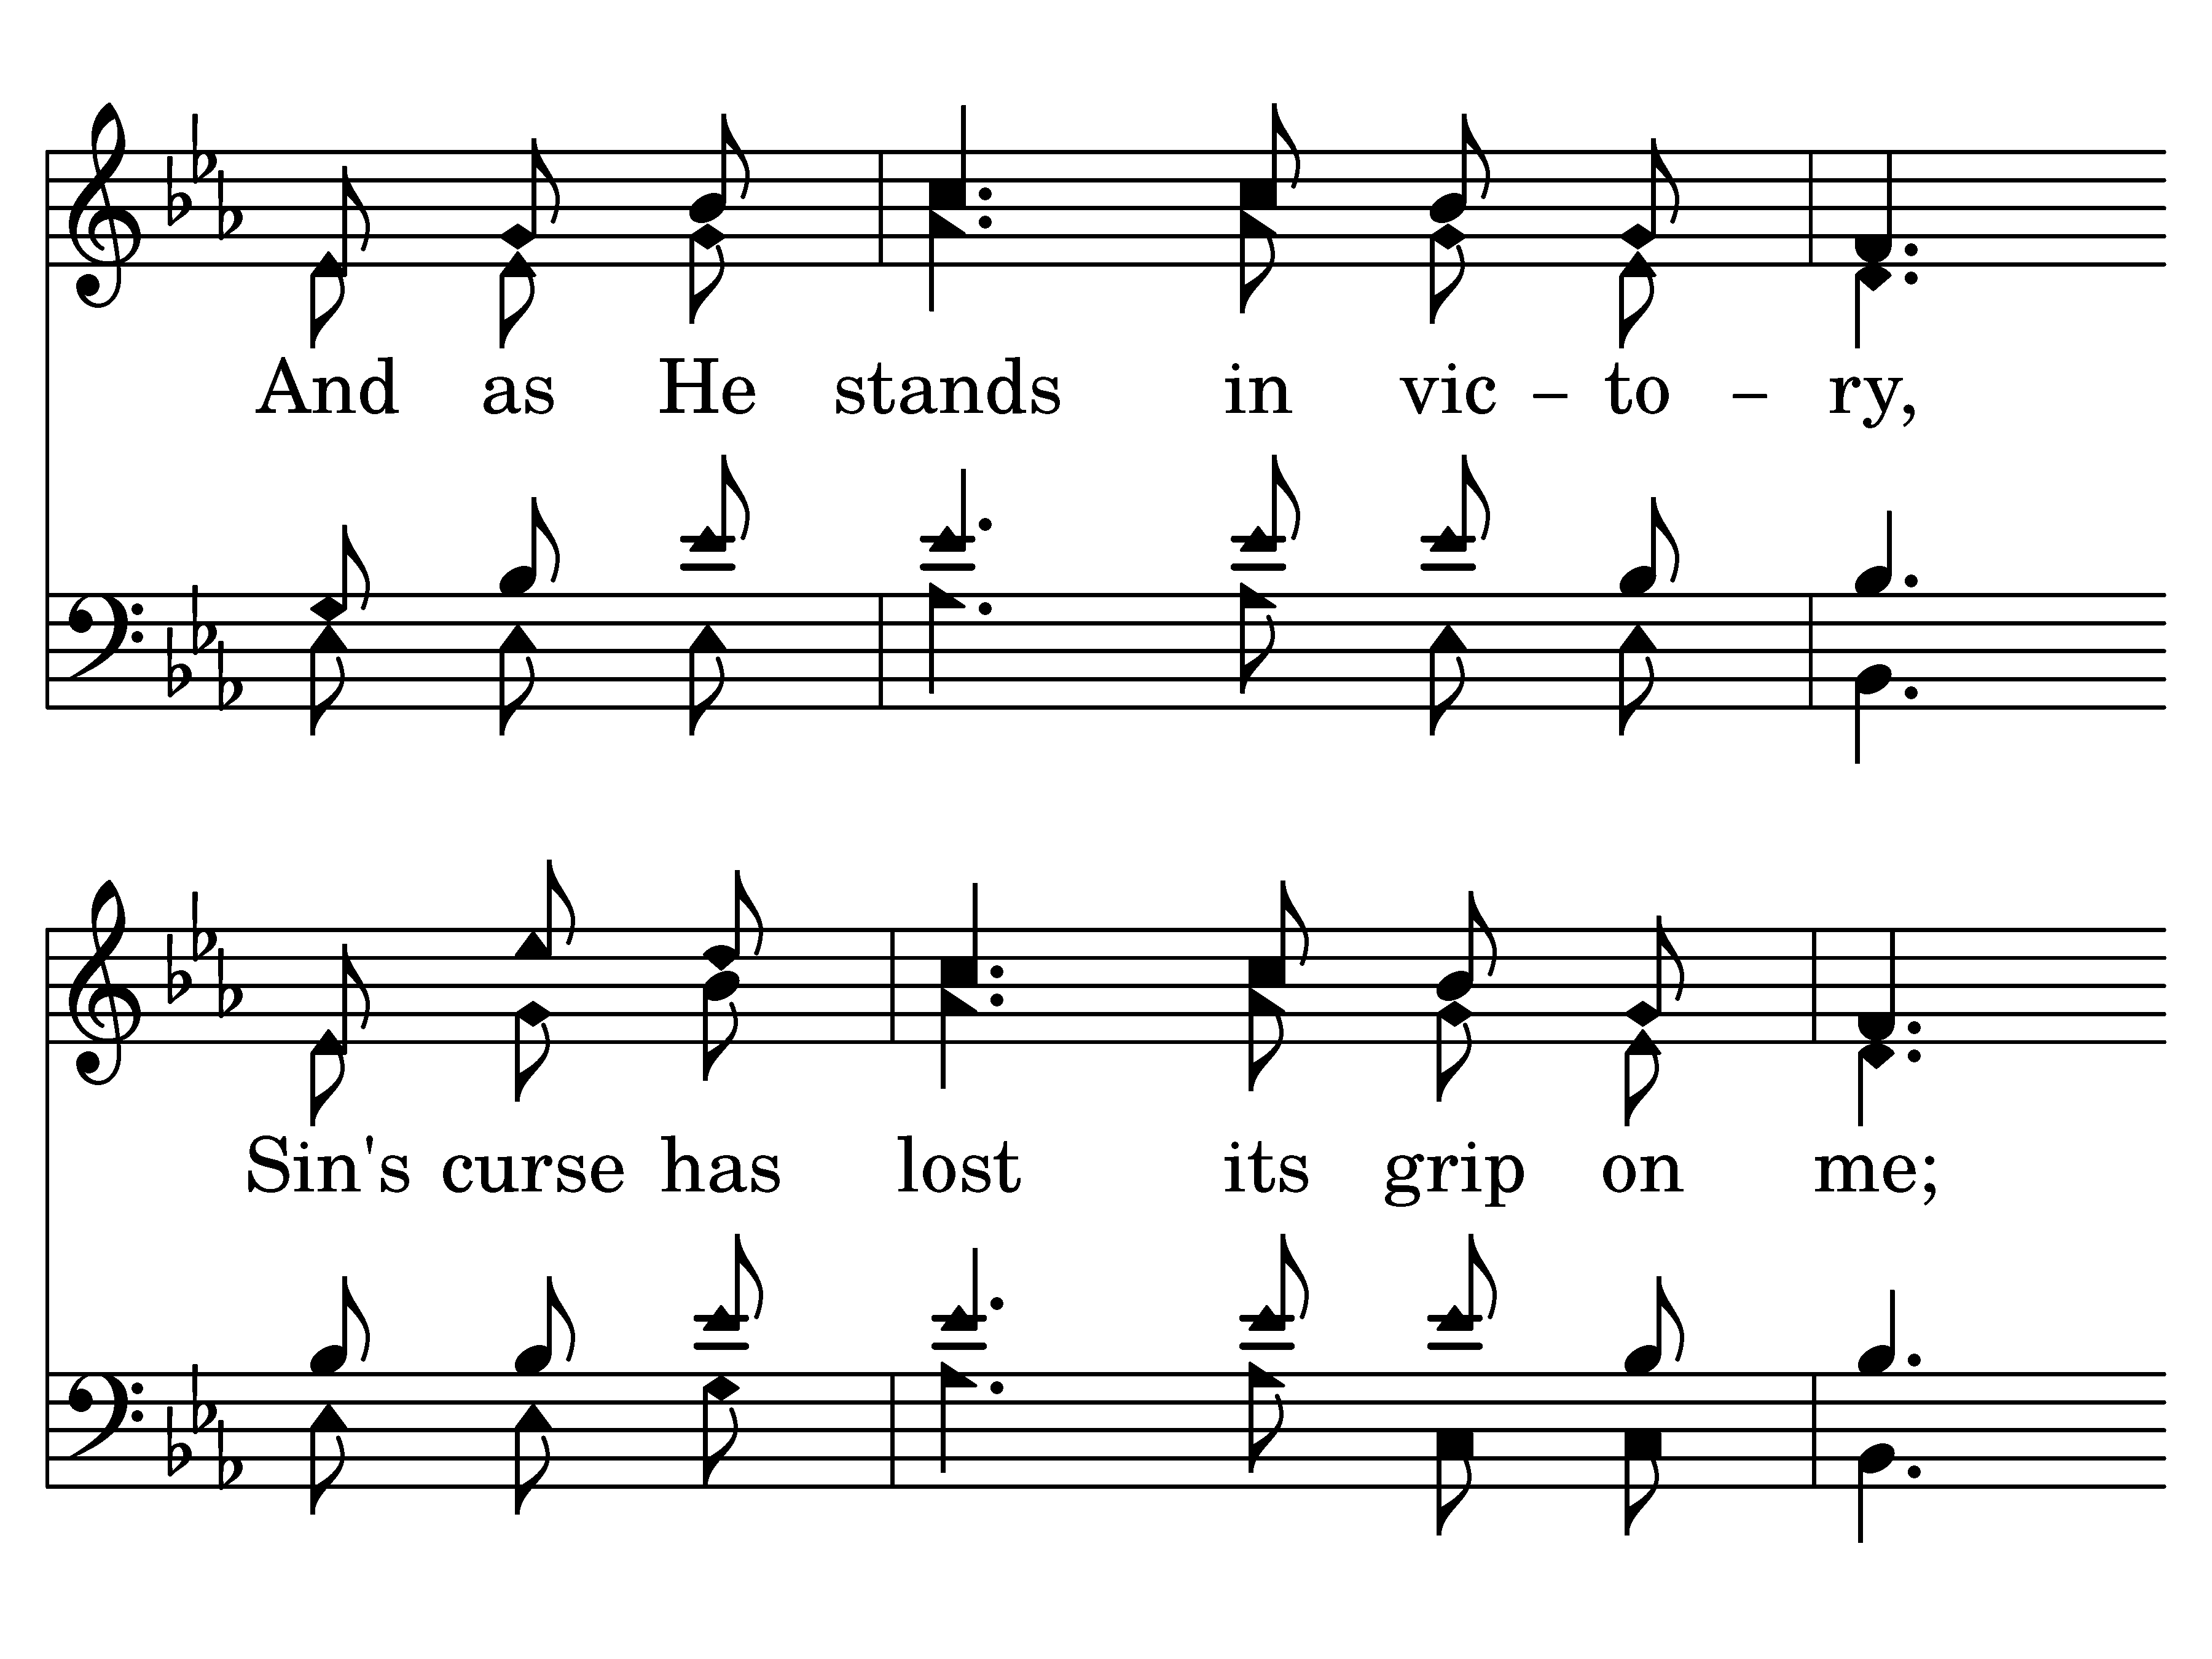 And as He stands in vic – to – ry,
Sin's curse has lost its grip on me;